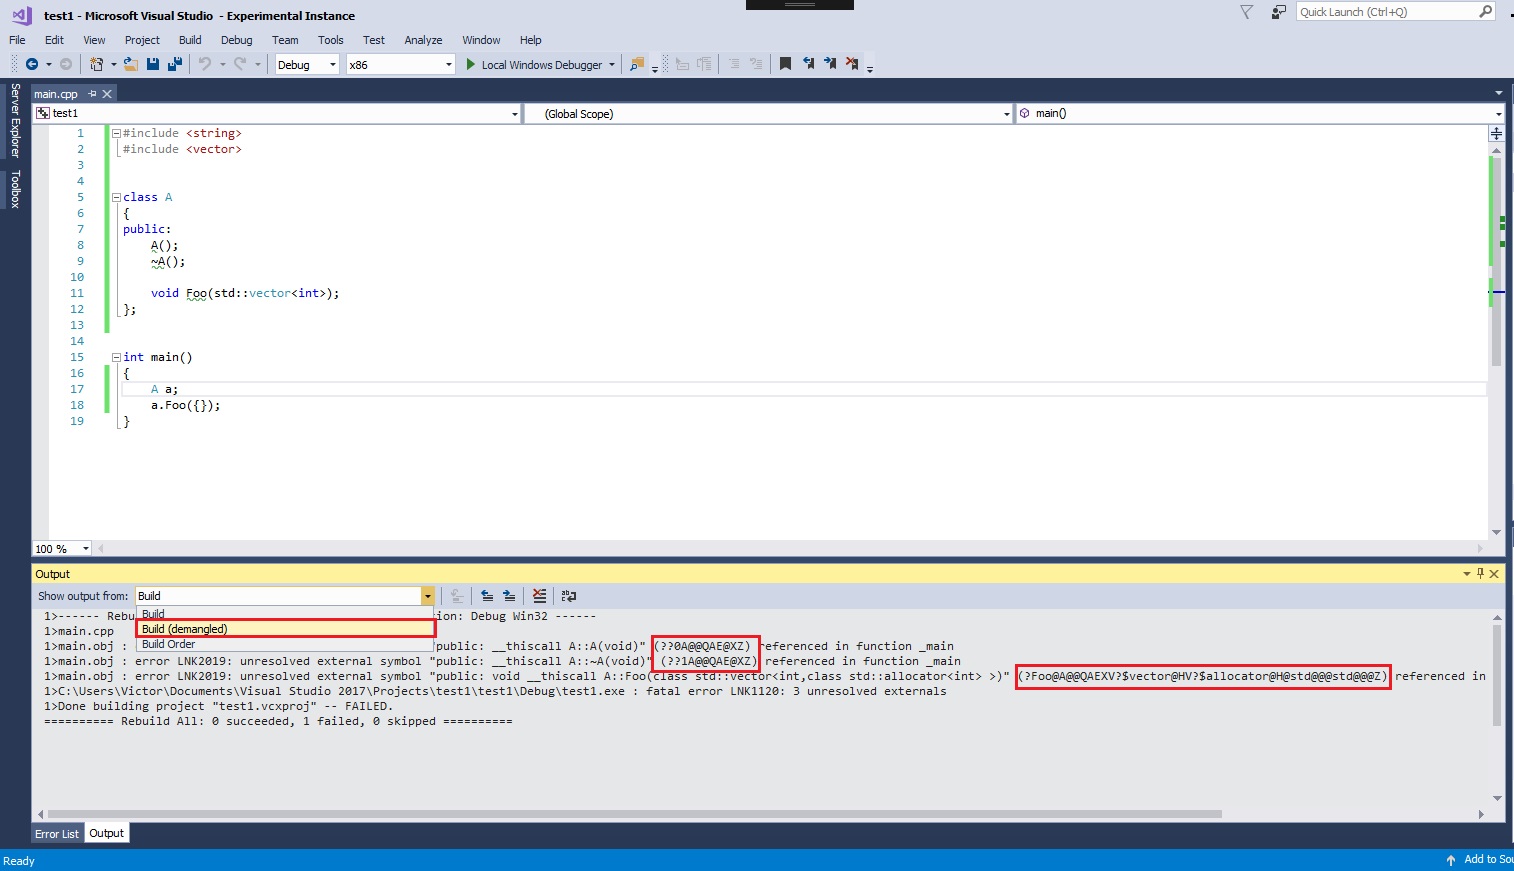 test1 - Microsoft Visual Studio - Experimental Instance
Quick Launch (Ctrl+Q)
File Edit View Project Build Debug Team Tools Test Analyze Window Help
Debug x86 Local Windows Debugger
Server Explorer
Toolbox
main.cpp
test1 (Global Scope) main()
1 #include <string>
2 #include <vector>
3
4
5 class A
6 {
7 public:
8 A();
9 ~A();
10
11 void Foo(std::vector<int>);
12 };
13
14
15 int main()
16 {
17 A a;
18 a.Foo({});
19 }
100 %
Output
Show output from: Build
Build
Build (demangled)
Build Order
1>------ Rebu ion: Debug Win32 ------
1>main.cpp
1>main.obj : "public: __thiscall A::A(void)" (??0A@@QAE@XZ) referenced in function _main
1>main.obj : error LNK2019: unresolved external symbol "public: __thiscall A::~A(void)" (??1A@@QAE@XZ) referenced in function _main
1>main.obj : error LNK2019: unresolved external symbol "public: void __thiscall A::Foo(class std::vector<int,class std::allocator<int> >)" (?Foo@A@@QAEXV?$vector@HV?$allocator@H@std@@@std@@@Z) referenced in
1>C:\Users\Victor\Documents\Visual Studio 2017\Projects\test1\test1\Debug\test1.exe : fatal error LNK1120: 3 unresolved externals
1>Done building project "test1.vcxproj" -- FAILED.
========== Rebuild All: 0 succeeded, 1 failed, 0 skipped ==========
Error List Output
Ready
Add to Sou